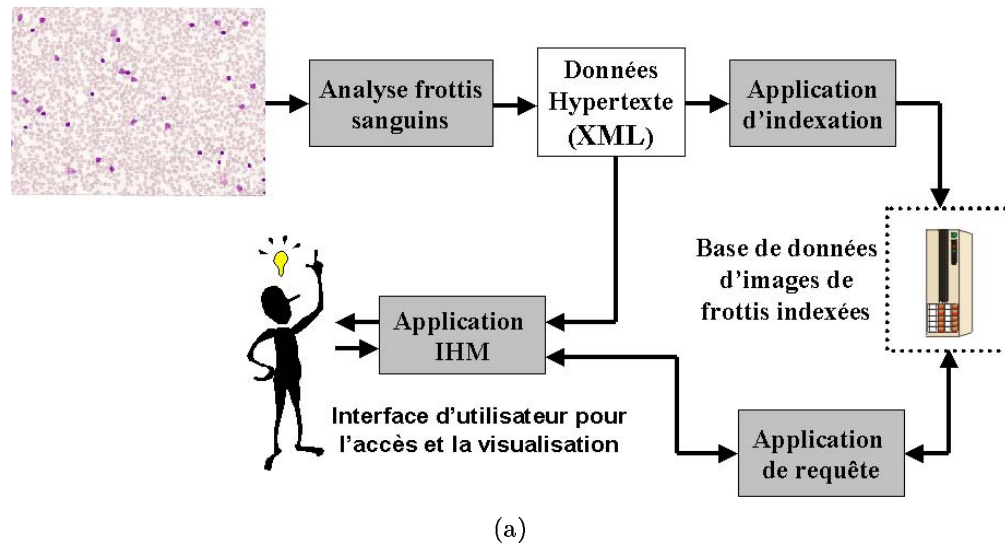 Analyse frottis
sanguins
Données
Hypertexte
(XML)
Application
d'indexation
Base de données
d'images de
frottis indexées
Application
IHM
Interface d'utilisateur pour
l'accès et la visualisation
Application
de requête
(a)